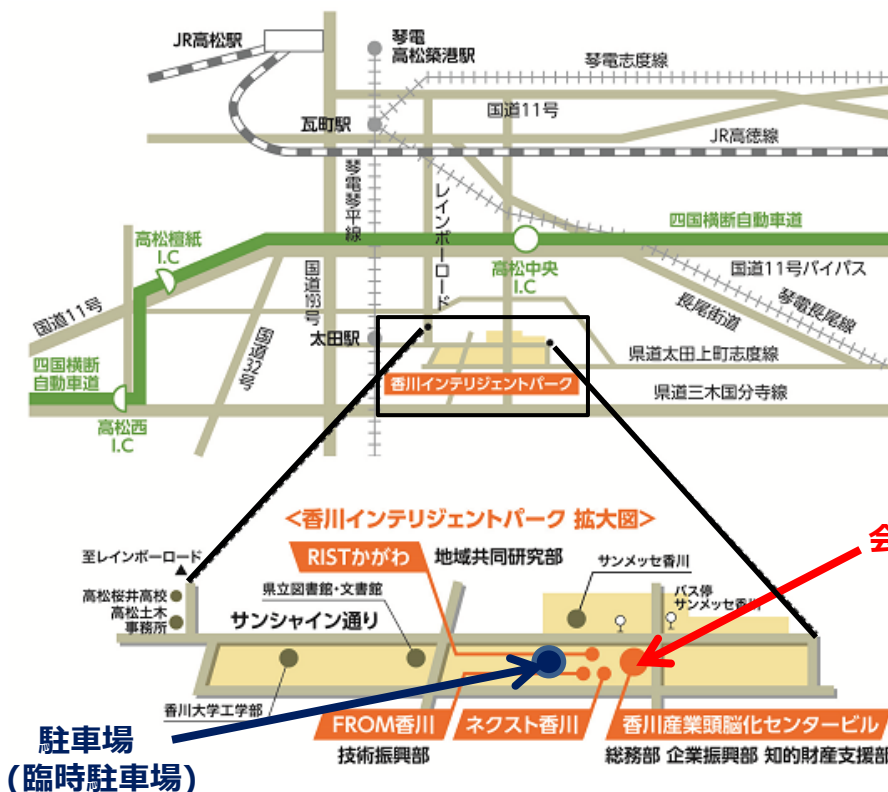 JR高松駅
琴電
高松築港駅
琴電志度線
国道11号
瓦町駅
JR高徳線
琴電琴平線
レインボーロード
四国横断自動車道
高松檀紙
I.C
高松中央
I.C
国道11号バイパス
国道11号
国道193号
国道32号
長尾街道
琴電長尾線
太田駅
県道太田上町志度線
四国横断
自動車道
香川インテリジェントパーク
県道三木国分寺線
高松西
I.C
<香川インテリジェントパーク 拡大図>
会
至レインボーロード
RISTかがわ
地域共同研究部
サンメッセ香川
高松桜井高校
高松土木
事務所
県立図書館・文書館
バス停
サンメッセ香川
サンシャイン通り
香川大学工学部
FROM香川
ネクスト香川
香川産業頭脳化センタービル
技術振興部
総務部 企業振興部 知的財産支援部
駐車場
(臨時駐車場)